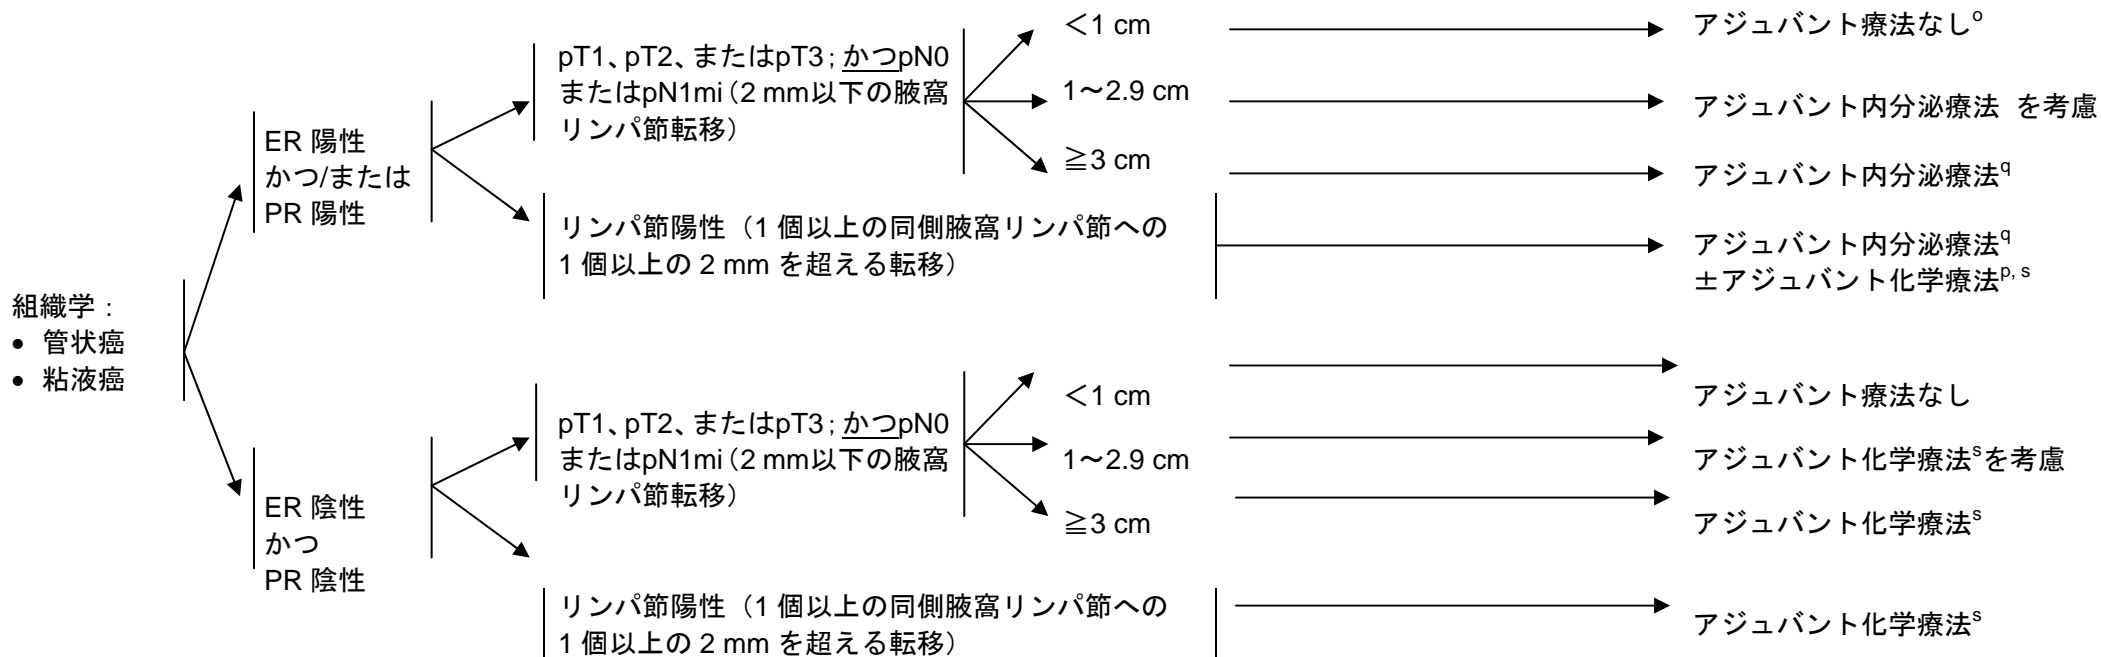 組織学：
• 管状癌
• 粘液癌
ER 陽性
かつ/または
PR 陽性
pT1、pT2、またはpT3；かつpN0
またはpN1mi（2 mm以下の腋窩
リンパ節転移）
＜1 cm
アジュバント療法なしo
1～2.9 cm
アジュバント内分泌療法 を考慮
≧3 cm
アジュバント内分泌療法q
リンパ節陽性（1 個以上の同側腋窩リンパ節への
1 個以上の 2 mm を超える転移）
アジュバント内分泌療法q
±アジュバント化学療法p, s
ER 陰性
かつ
PR 陰性
pT1、pT2、またはpT3；かつpN0
またはpN1mi（2 mm以下の腋窩
リンパ節転移）
＜1 cm
アジュバント療法なし
1～2.9 cm
アジュバント化学療法sを考慮
≧3 cm
アジュバント化学療法s
リンパ節陽性（1 個以上の同側腋窩リンパ節への
1 個以上の 2 mm を超える転移）
アジュバント化学療法s